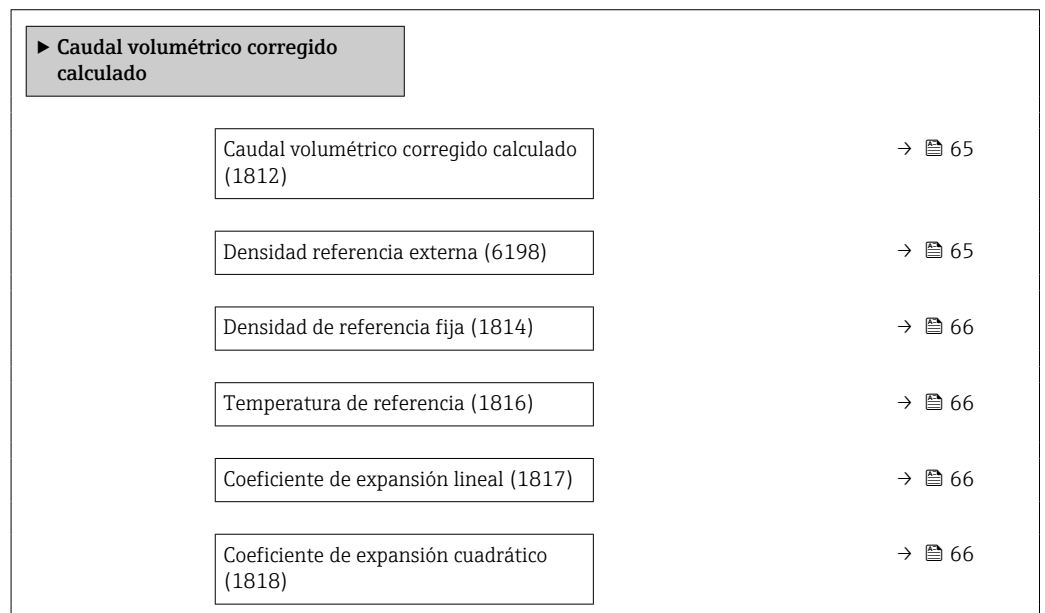 ▶ Caudal volumétrico corregido
calculado
Caudal volumétrico corregido calculado → 65
(1812)
Densidad referencia externa (6198) → 65
Densidad de referencia fija (1814) → 66
Temperatura de referencia (1816) → 66
Coeficiente de expansión lineal (1817) → 66
Coeficiente de expansión cuadrático → 66
(1818)